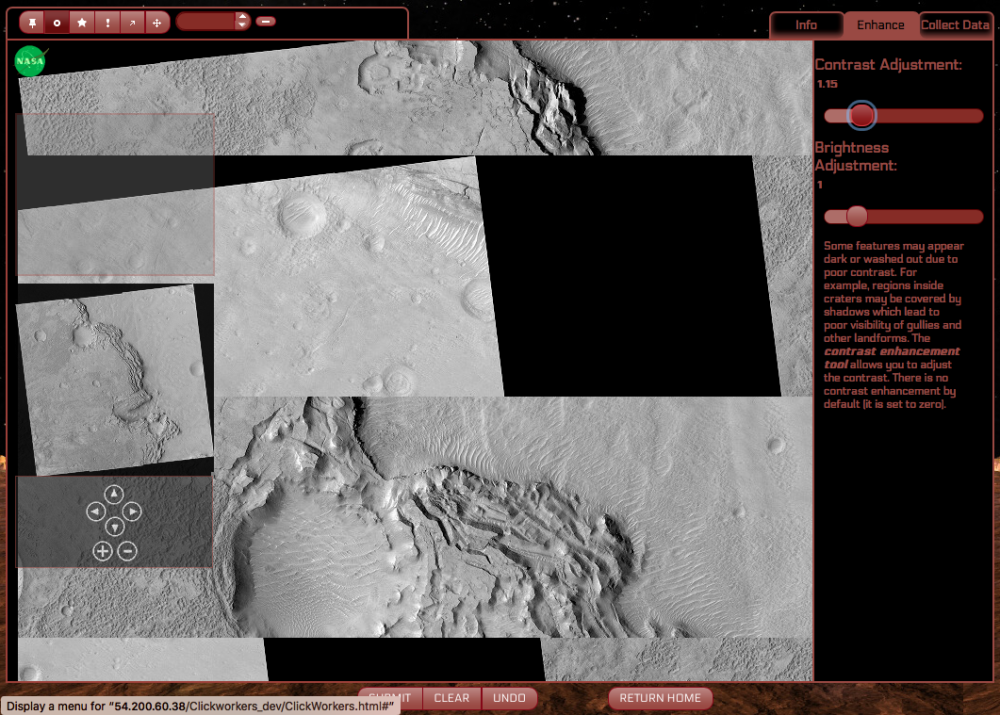 Info
Enhance
Collect Data
NASA
Contrast Adjustment:
1.15
Brightness
Adjustment:
1
Some features may appear
dark or washed out due to
poor contrast. For
example, regions inside
craters may be covered by
shadows which lead to
poor visibility of gullies and
other landforms. The
contrast enhancement
tool allows you to adjust
the contrast. There is no
contrast enhancement by
default (it is set to zero).
SUBMIT
CLEAR
UNDO
RETURN HOME
Display a menu for “54.200.60.38/Clickworkers_dev/ClickWorkers.html#”